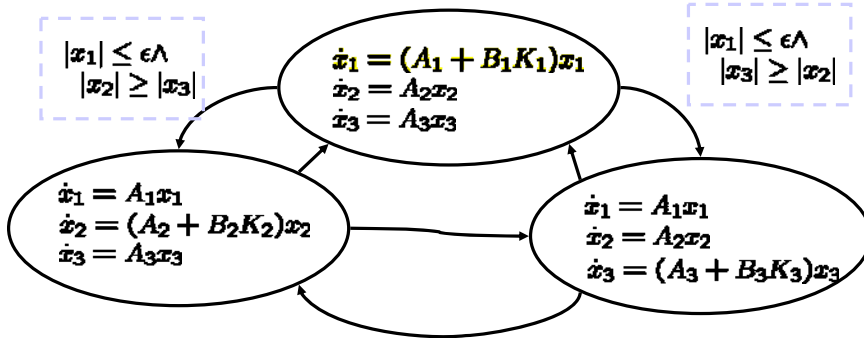 |x₁| ≤ ϵ∧
|x₂| ≥ |x₃|
ẋ₁ = (A₁ + B₁K₁)x₁
ẋ₂ = A₂x₂
ẋ₃ = A₃x₃
|x₁| ≤ ϵ∧
|x₃| ≥ |x₂|
ẋ₁ = A₁x₁
ẋ₂ = (A₂ + B₂K₂)x₂
ẋ₃ = A₃x₃
ẋ₁ = A₁x₁
ẋ₂ = A₂x₂
ẋ₃ = (A₃ + B₃K₃)x₃